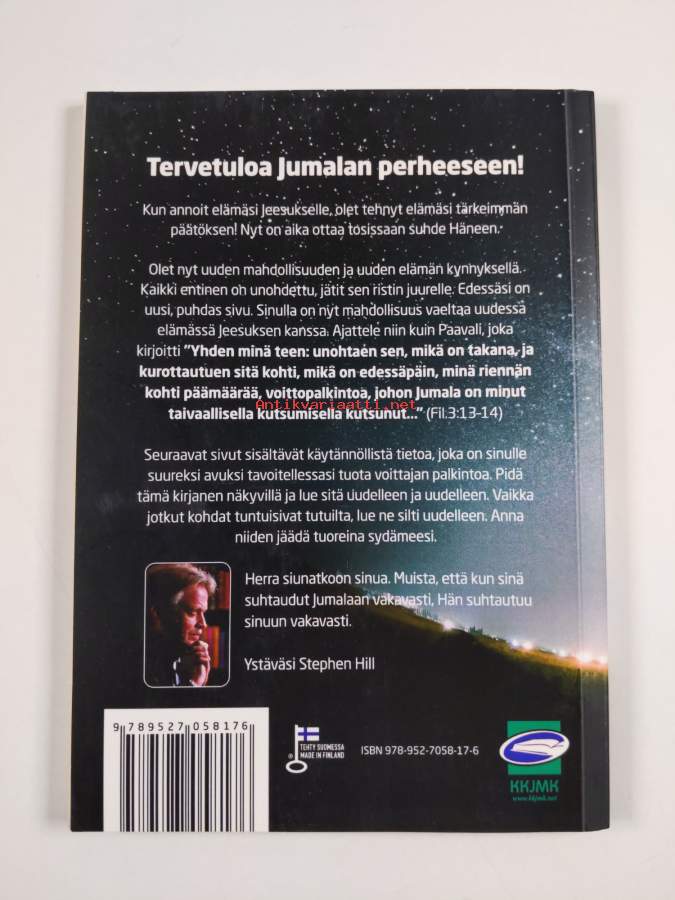 Tervetuloa Jumalan perheeseen!
Kun annoit elämäsi Jeesukselle, olet tehnyt elämäsi tärkeimmän
päätöksen! Nyt on aika ottaa tosissaan suhde Häneen.
Olet nyt uuden mahdollisuuden ja uuden elämän kynnyksellä.
Kaikki entinen on unohdettu, jätit sen ristin juurelle. Edessäsi on
uusi, puhdas sivu. Sinulla on nyt mahdollisuus vaeltaa uudessa
elämässä Jeesuksen kanssa. Ajattele niin kuin Paavali, joka
kirjoitti "Yhden minä teen: unohtaen sen, mikä on takana, ja
kurottautuen sitä kohti, mikä on edessäpäin, minä riennän
kohti päämäärää, voittopalkintoa, johon Jumala on minut
Antikvariaatti.net
taivaallisella kutsumisella kutsunut..." (Fil.3:13-14)
Seuraavat sivut sisältävät käytännöllistä tietoa, joka on sinulle
suureksi avuksi tavoitellessasi tuota voittajan palkintoa. Pidä
tämä kirjanen näkyvillä ja lue sitä uudelleen ja uudelleen. Vaikka
jotkut kohdat tuntuisivat tutuilta, lue ne silti uudelleen. Anna
niiden jäädä tuoreina sydämeesi.
Herra siunatkoon sinua. Muista, että kun sinä
suhtaudut Jumalaan vakavasti, Hän suhtautuu
sinuun vakavasti.
Ystäväsi Stephen Hill
9 789527 058176
TEHTY SUOMESSA
MADE IN FINLAND
ISBN 978-952-7058-17-6
KKJMK
www.kkjmk.net